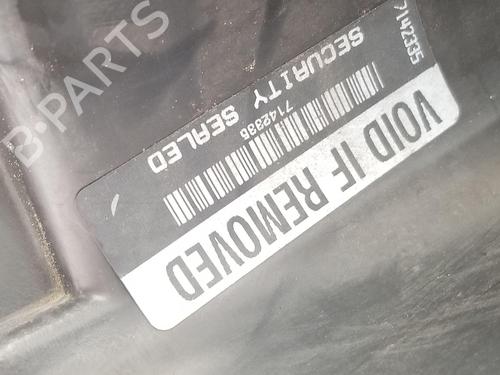 VOID IF REMOVED
7142335
SECURITY SEALED
7142335
B-PARTS